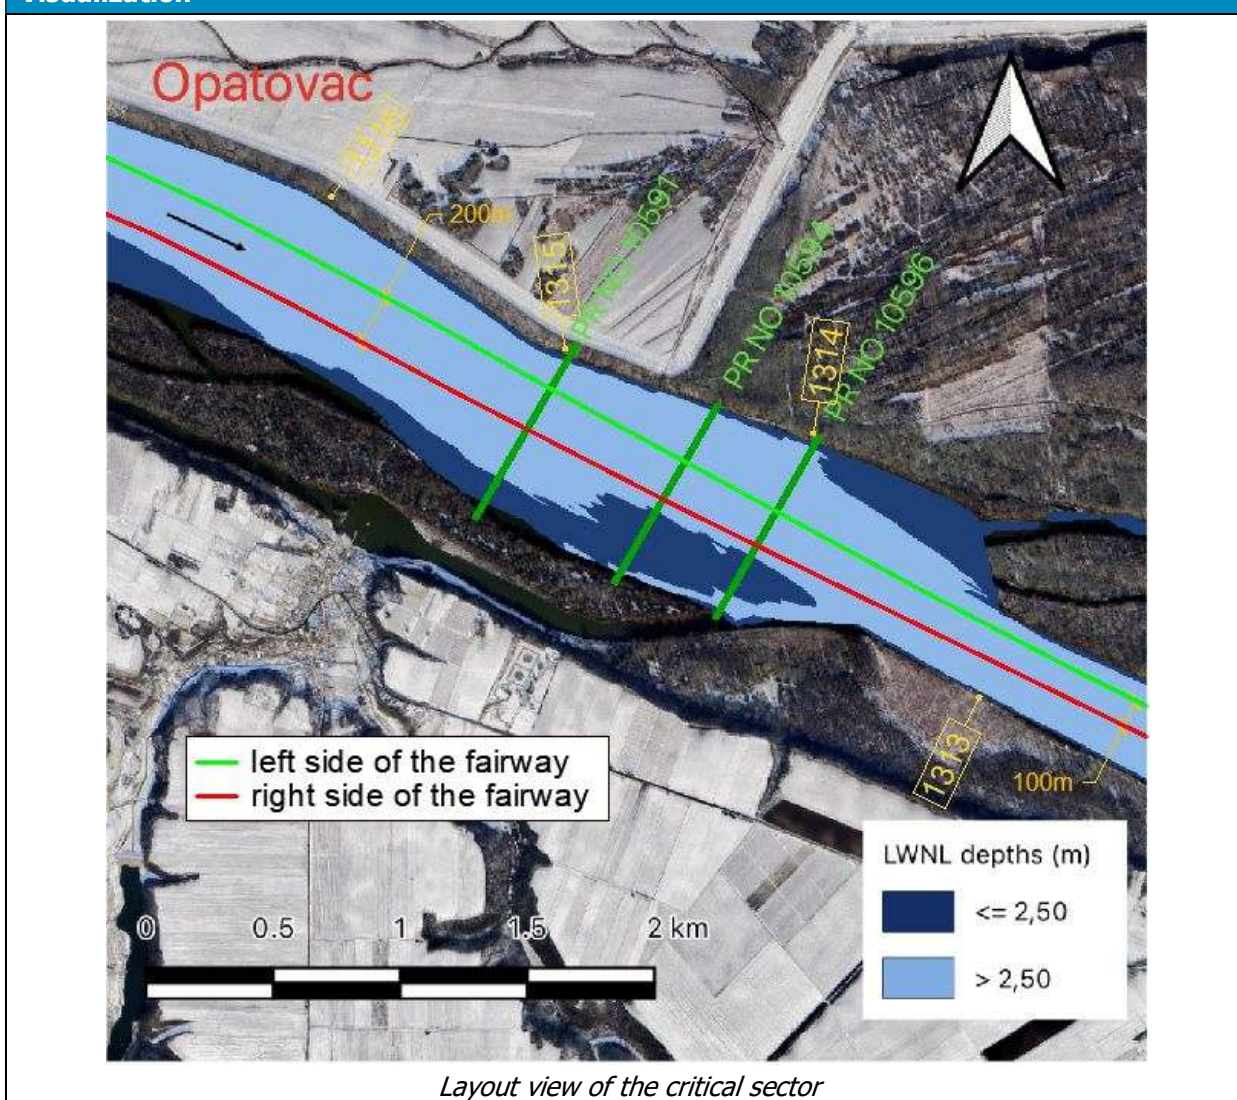 Visualization
Opatovac
1316
200m
1315
PR NO 10591
PR NO 10594
1314
PR NO 10596
1313
100m
left side of the fairway
right side of the fairway
LWNL depths (m)
<= 2,50
> 2,50
0 0.5 1 1.5 2 km
Layout view of the critical sector